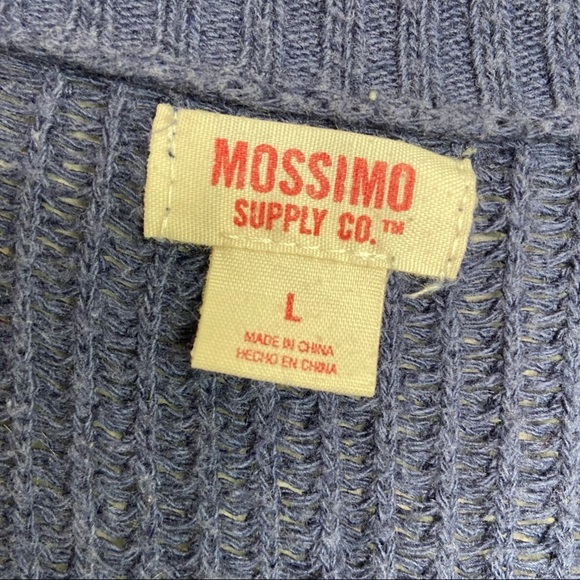 MOSSIMO
SUPPLY CO.™
L
MADE IN CHINA
HECHO EN CHINA